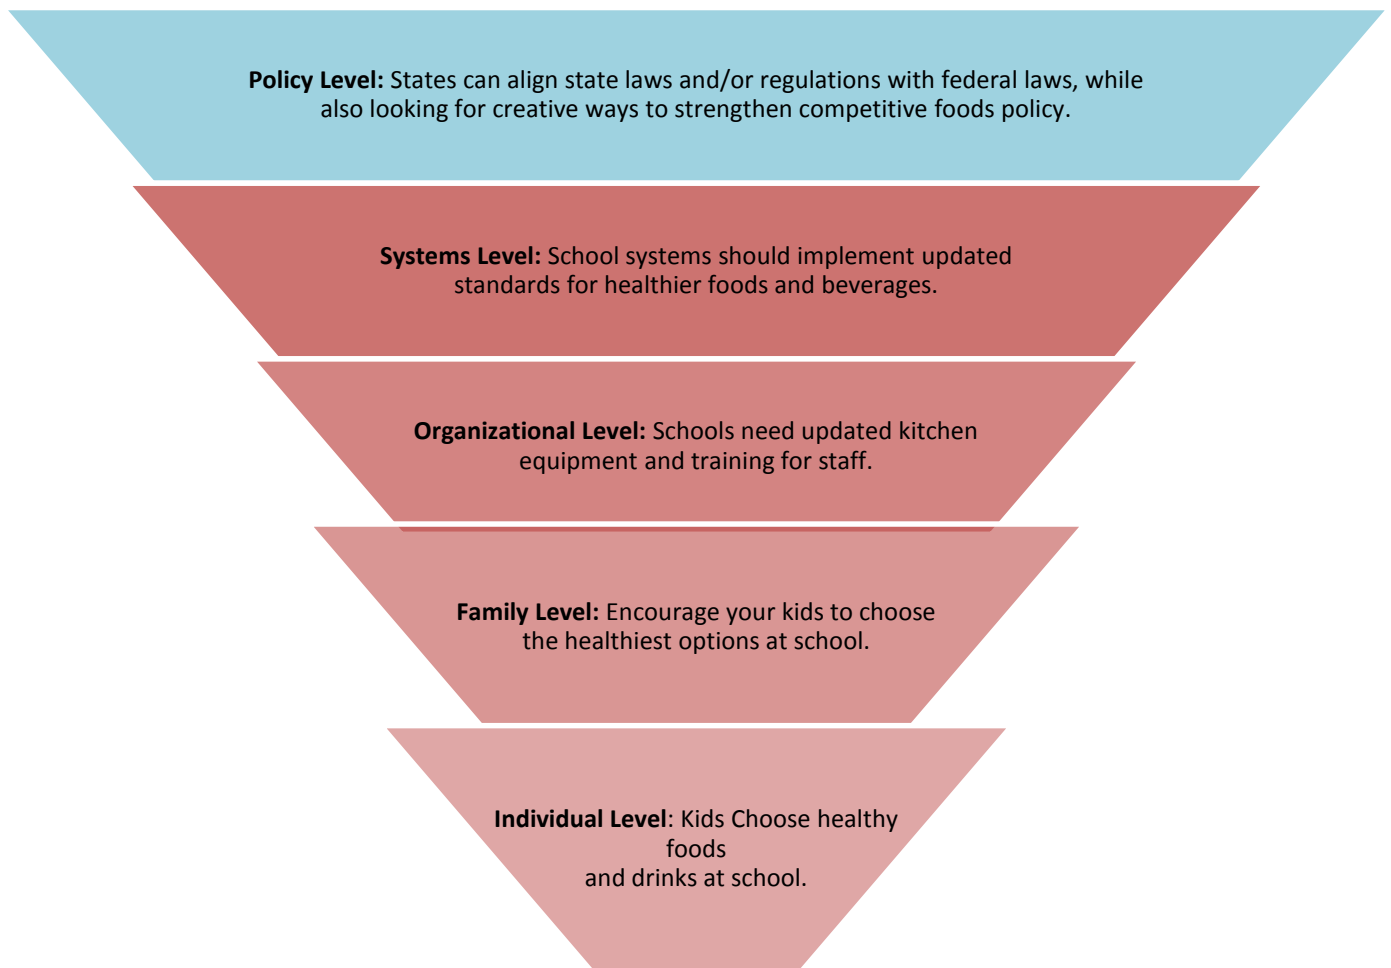 Policy Level: States can align state laws and/or regulations with federal laws, while
also looking for creative ways to strengthen competitive foods policy.
Systems Level: School systems should implement updated
standards for healthier foods and beverages.
Organizational Level: Schools need updated kitchen
equipment and training for staff.
Family Level: Encourage your kids to choose
the healthiest options at school.
Individual Level: Kids Choose healthy
foods
and drinks at school.